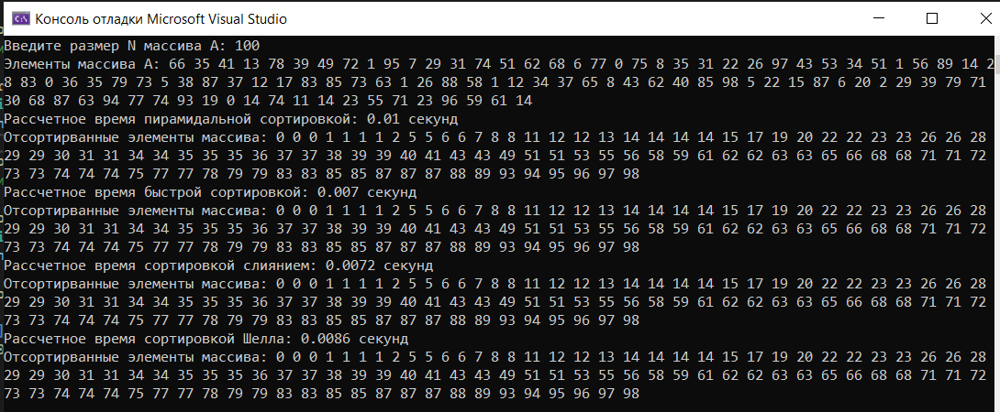 Консоль отладки Microsoft Visual Studio
Введите размер N массива A: 100
Элементы массива A: 66 35 41 13 78 39 49 72 1 95 7 29 31 74 51 62 68 6 77 0 75 8 35 31 22 26 97 43 53 34 51 1 56 89 14 2
8 83 0 36 35 79 73 5 38 87 37 12 17 83 85 73 63 1 26 88 58 1 12 34 37 65 8 43 62 40 85 98 5 22 15 87 6 20 2 29 39 79 71
30 68 87 63 94 77 74 93 19 0 14 74 11 14 23 55 71 23 96 59 61 14
Рассчетное время пирамидальной сортировкой: 0.01 секунд
Отсортирванные элементы массива: 0 0 0 1 1 1 1 2 5 5 6 6 7 8 8 11 12 12 13 14 14 14 14 15 17 19 20 22 22 23 23 26 26 28
29 29 30 31 31 34 34 35 35 35 36 37 37 38 39 39 40 41 43 43 49 51 51 53 55 56 58 59 61 62 62 63 63 65 66 68 68 71 71 72
73 73 74 74 74 75 77 77 78 79 79 83 83 85 85 87 87 87 88 89 93 94 95 96 97 98
Рассчетное время быстрой сортировкой: 0.007 секунд
Отсортирванные элементы массива: 0 0 0 1 1 1 1 2 5 5 6 6 7 8 8 11 12 12 13 14 14 14 14 15 17 19 20 22 22 23 23 26 26 28
29 29 30 31 31 34 34 35 35 35 36 37 37 38 39 39 40 41 43 43 49 51 51 53 55 56 58 59 61 62 62 63 63 65 66 68 68 71 71 72
73 73 74 74 74 75 77 77 78 79 79 83 83 85 85 87 87 87 88 89 93 94 95 96 97 98
Рассчетное время сортировкой слиянием: 0.0072 секунд
Отсортирванные элементы массива: 0 0 0 1 1 1 1 2 5 5 6 6 7 8 8 11 12 12 13 14 14 14 14 15 17 19 20 22 22 23 23 26 26 28
29 29 30 31 31 34 34 35 35 35 36 37 37 38 39 39 40 41 43 43 49 51 51 53 55 56 58 59 61 62 62 63 63 65 66 68 68 71 71 72
73 73 74 74 74 75 77 77 78 79 79 83 83 85 85 87 87 87 88 89 93 94 95 96 97 98
Рассчетное время сортировкой Шелла: 0.0086 секунд
Отсортирванные элементы массива: 0 0 0 1 1 1 1 2 5 5 6 6 7 8 8 11 12 12 13 14 14 14 14 15 17 19 20 22 22 23 23 26 26 28
29 29 30 31 31 34 34 35 35 35 36 37 37 38 39 39 40 41 43 43 49 51 51 53 55 56 58 59 61 62 62 63 63 65 66 68 68 71 71 72
73 73 74 74 74 75 77 77 78 79 79 83 83 85 85 87 87 87 88 89 93 94 95 96 97 98